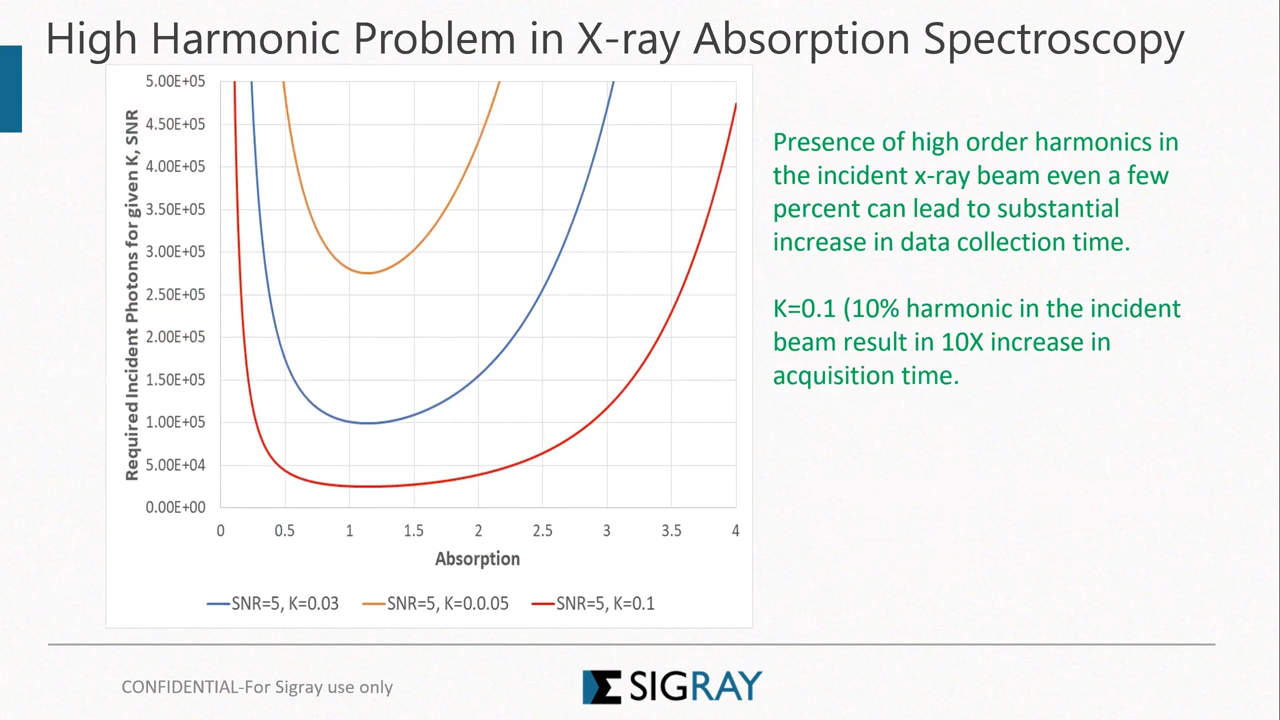 High Harmonic Problem in X-ray Absorption Spectroscopy
Required Incident Photons for given K, SNR
5.00E+05
4.50E+05
4.00E+05
3.50E+05
3.00E+05
2.50E+05
2.00E+05
1.50E+05
1.00E+05
5.00E+04
0.00E+00
0 0.5 1 1.5 2 2.5 3 3.5 4
Absorption
SNR=5, K=0.03 SNR=5, K=0.0.05 SNR=5, K=0.1
Presence of high order harmonics in
the incident x-ray beam even a few
percent can lead to substantial
increase in data collection time.
K=0.1 (10% harmonic in the incident
beam result in 10X increase in
acquisition time.
CONFIDENTIAL-For Sigray use only
SIGRAY